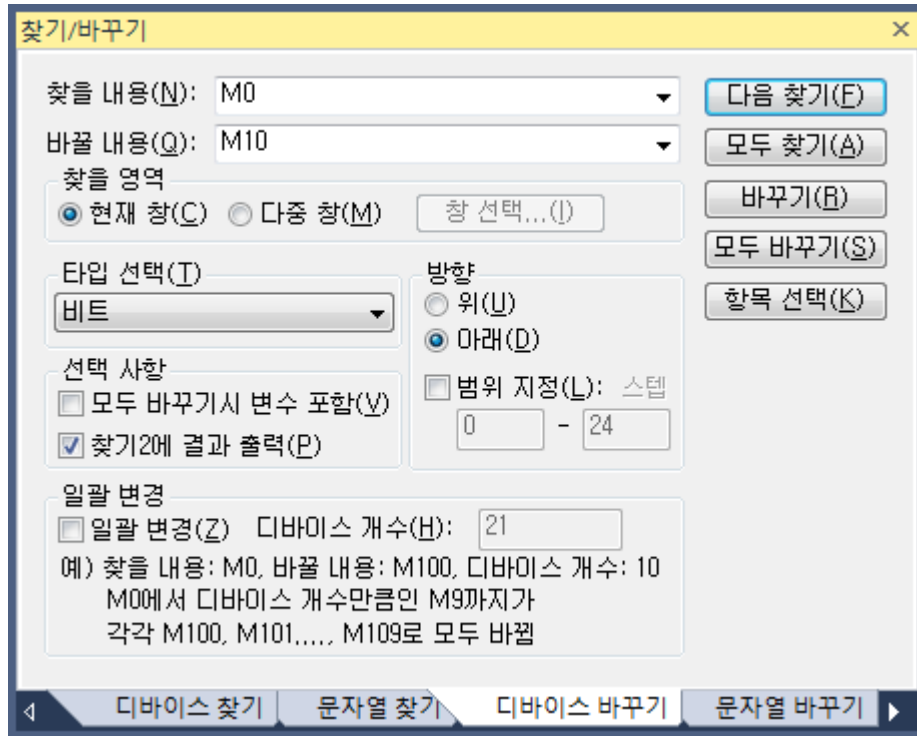 찾기/바꾸기
찾을 내용(N): M0
다음 찾기(F)
바꿀 내용(Q): M10
모두 찾기(A)
찾을 영역
현재 창(C) 다중 창(M) 창 선택...(I)
바꾸기(R)
모두 바꾸기(S)
타입 선택(T)
비트
방향
위(U)
아래(D)
항목 선택(K)
선택 사항
모두 바꾸기시 변수 포함(V)
찾기2에 결과 출력(P)
범위 지정(L): 스텝
0 - 24
일괄 변경
일괄 변경(Z) 디바이스 개수(H): 21
예) 찾을 내용: M0, 바꿀 내용: M100, 디바이스 개수: 10
M0에서 디바이스 개수만큼인 M9까지가
각각 M100, M101,..., M109로 모두 바뀜
디바이스 찾기 문자열 찾기 디바이스 바꾸기 문자열 바꾸기